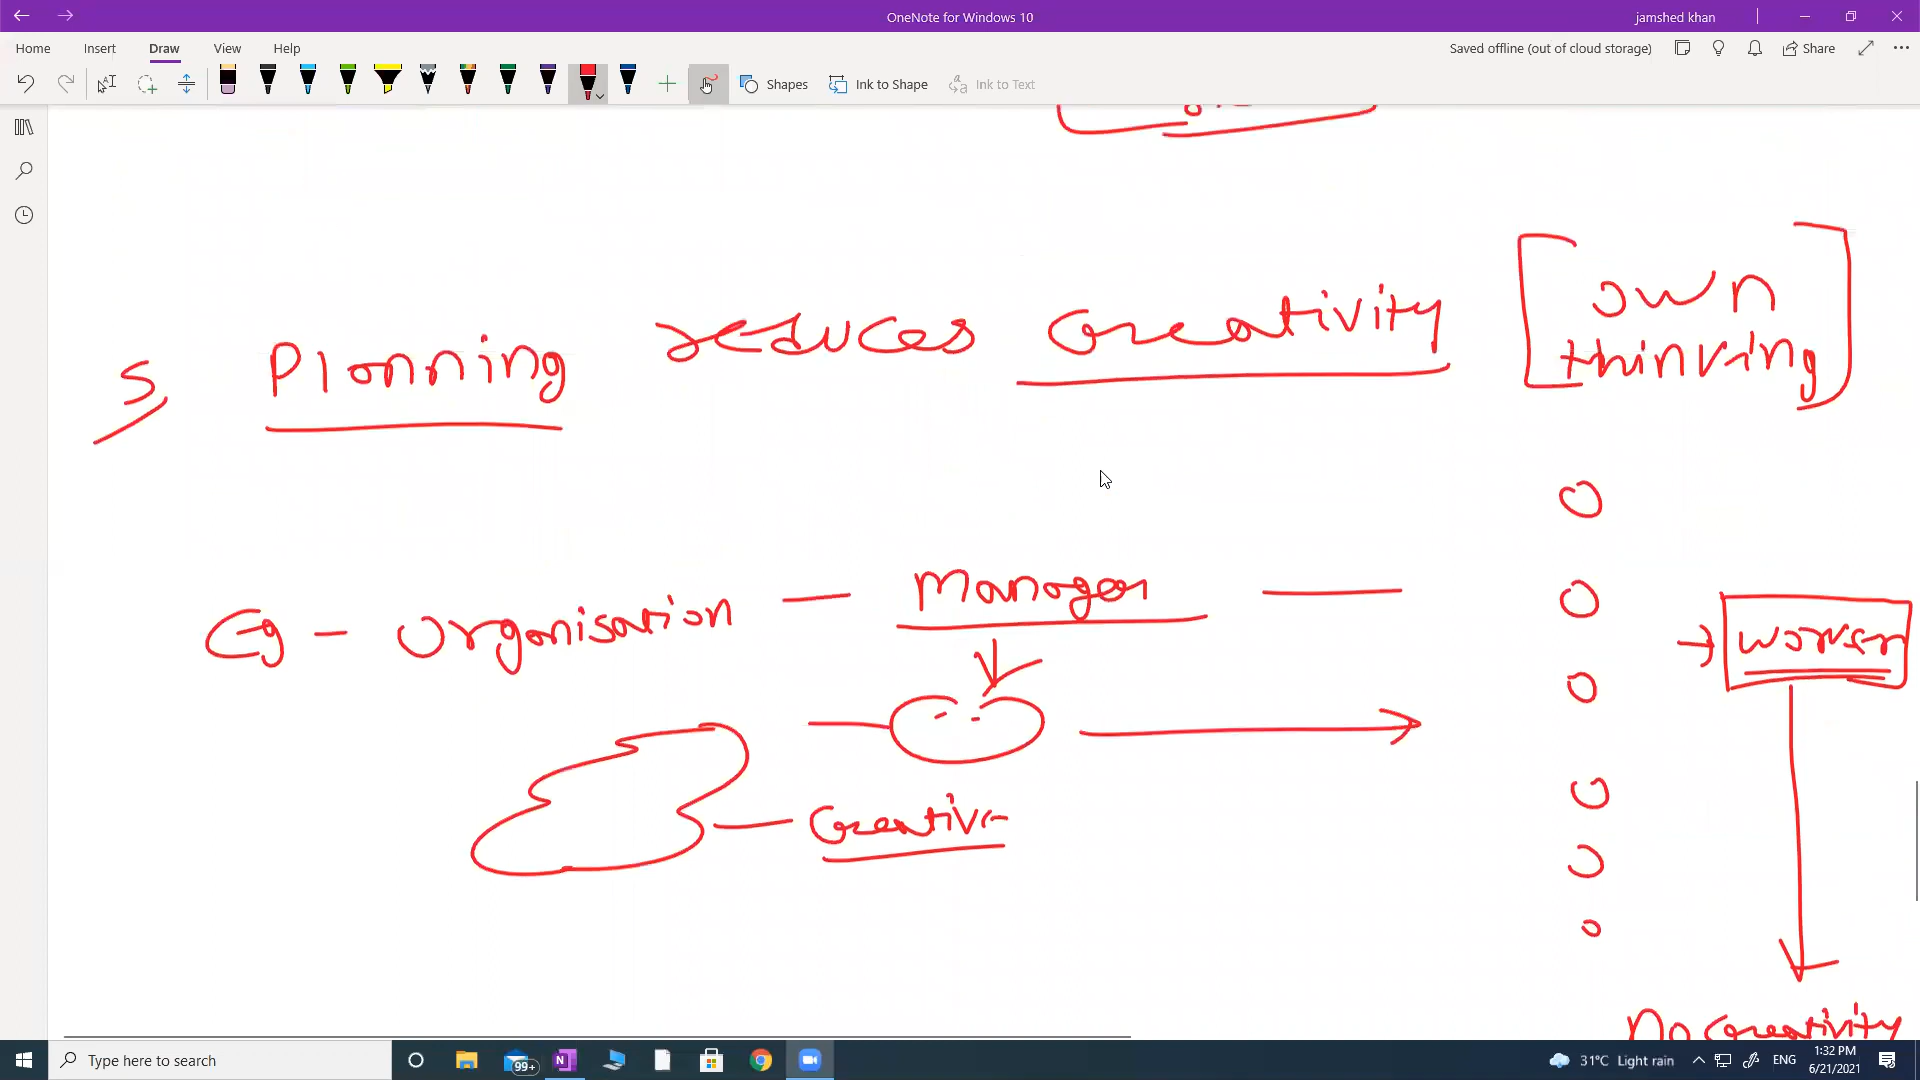 OneNote for Windows 10
jamshed khan
Home Insert Draw View Help
Saved offline (out of cloud storage)
Share
Shapes
Ink to Shape
Ink to Text
5, Planning reduces creativity [own thinking]
Eg - Organisation — Manager —
→ worker
Creative
No creativity
Type here to search
99+
31°C Light rain
ENG
1:32 PM
6/21/2021